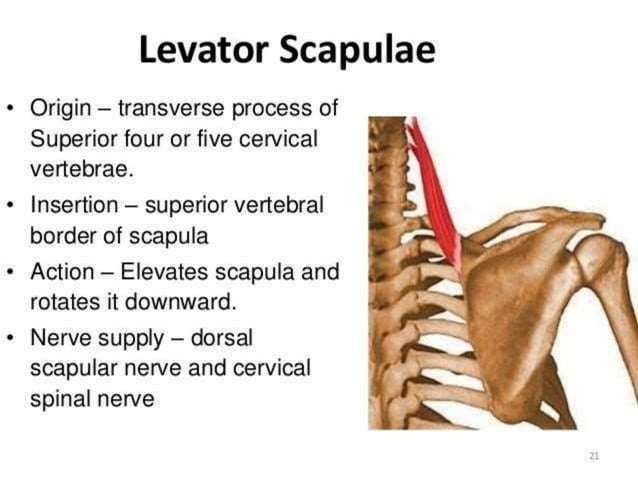 Levator Scapulae
• Origin – transverse process of
Superior four or five cervical
vertebrae.
• Insertion – superior vertebral
border of scapula
• Action – Elevates scapula and
rotates it downward.
• Nerve supply – dorsal
scapular nerve and cervical
spinal nerve
21